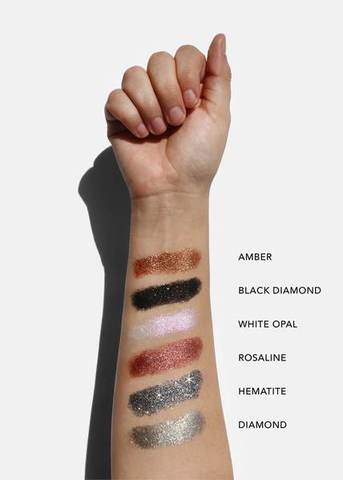 AMBER
BLACK DIAMOND
WHITE OPAL
ROSALINE
HEMATITE
DIAMOND